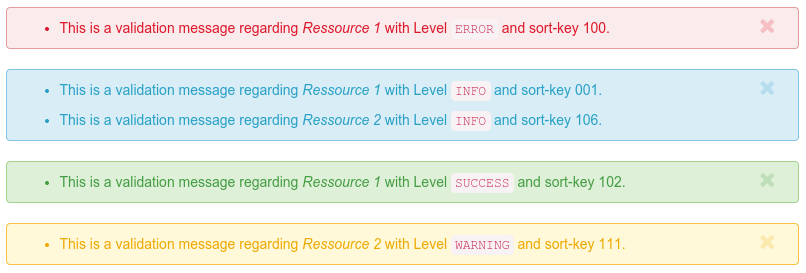 This is a validation message regarding Ressource 1 with Level ERROR and sort-key 100.
This is a validation message regarding Ressource 1 with Level INFO and sort-key 001.
This is a validation message regarding Ressource 2 with Level INFO and sort-key 106.
This is a validation message regarding Ressource 1 with Level SUCCESS and sort-key 102.
This is a validation message regarding Ressource 2 with Level WARNING and sort-key 111.